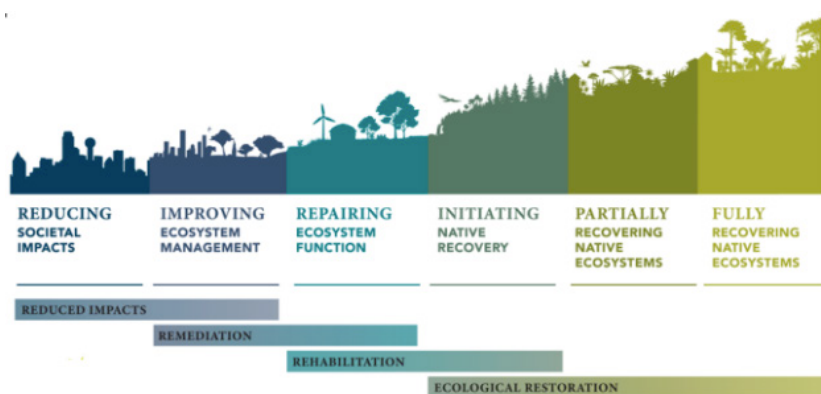 REDUCING
SOCIETAL
IMPACTS
IMPROVING
ECOSYSTEM
MANAGEMENT
REPAIRING
ECOSYSTEM
FUNCTION
INITIATING
NATIVE
RECOVERY
PARTIALLY
RECOVERING
NATIVE
ECOSYSTEMS
FULLY
RECOVERING
NATIVE
ECOSYSTEMS
REDUCED IMPACTS
REMEDIATION
REHABILITATION
ECOLOGICAL RESTORATION